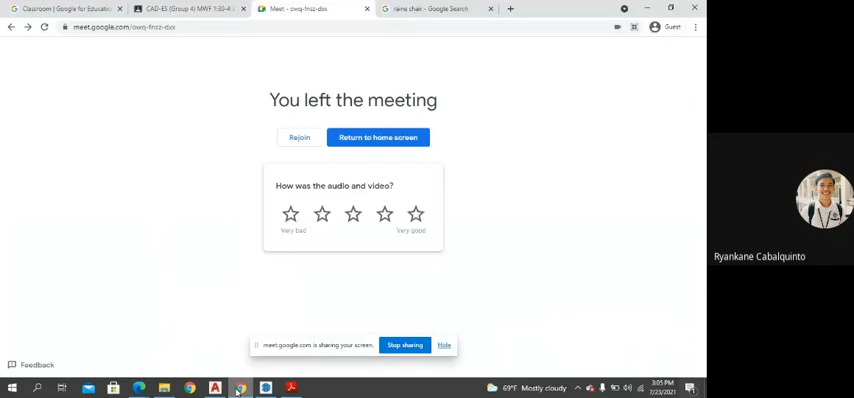 Classroom | Google for Educatio
CAD-ES (Group 4) MWF 1:30-4:
Meet - owq-fnsz-dxx
raine chair - Google Search
meet.google.com/owq-fnsz-dxx
Guest
You left the meeting
Rejoin
Return to home screen
How was the audio and video?
Very bad
Very good
Ryankane Cabalquinto
meet.google.com is sharing your screen.
Stop sharing
Hide
Feedback
69°F Mostly cloudy
3:05 PM
7/23/2021